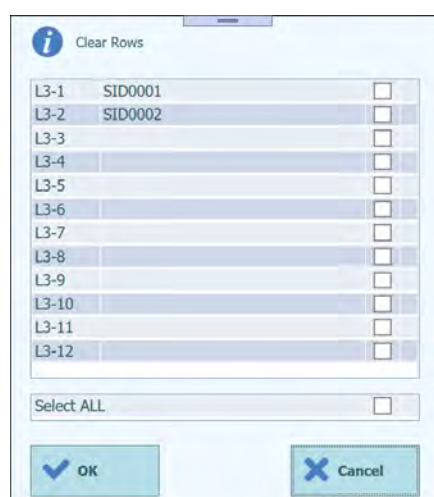 Clear Rows
L3-1 SID0001
L3-2 SID0002
L3-3
L3-4
L3-5
L3-6
L3-7
L3-8
L3-9
L3-10
L3-11
L3-12
Select ALL
OK Cancel